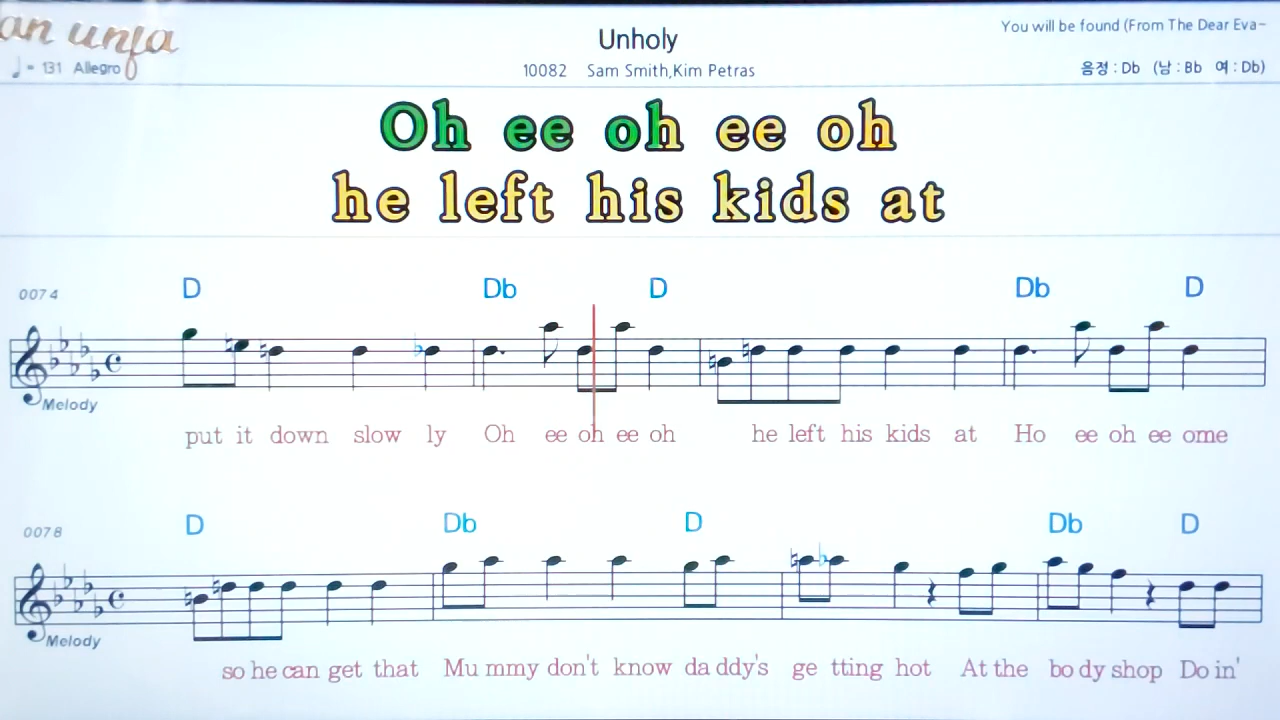 an unfa
Unholy
You will be found (From The Dear Eva~
♩ = 131 Allegro
10082 Sam Smith,Kim Petras
음정 : Db (남 : Bb 여 : Db)
Oh ee oh ee oh
he left his kids at
0074
D Db D Db D
Melody
put it down slow ly Oh ee oh ee oh he left his kids at Ho ee oh ee ome
0078
D Db D Db D
Melody
so he can get that Mu mmy don't know da ddy's ge tting hot At the bo dy shop Do in'